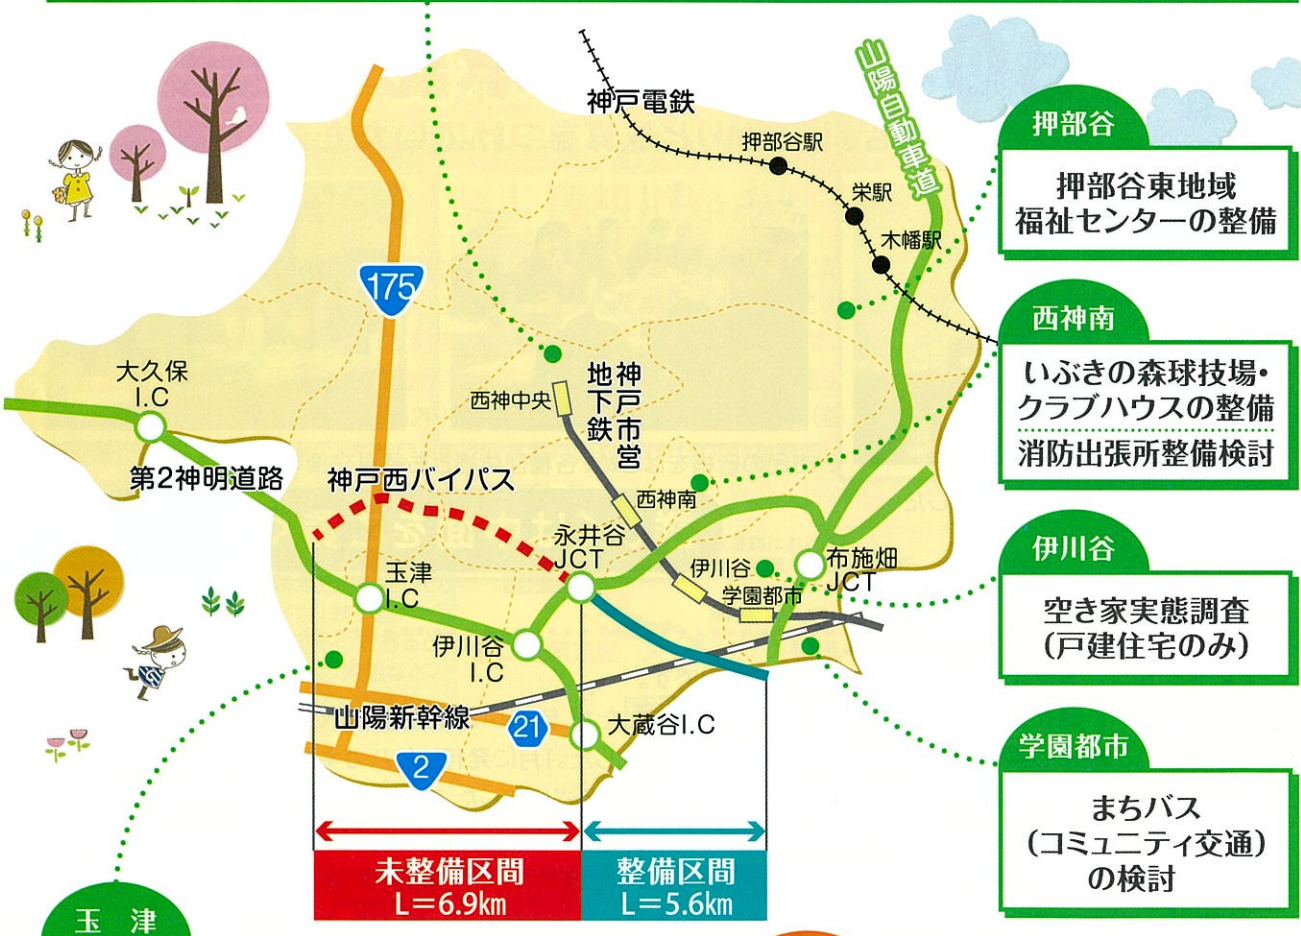 神戸電鉄
山陽自動車道
押部谷駅
栄駅
木幡駅
押部谷
押部谷東地域
福祉センターの整備
西神南
いぶきの森球技場・
クラブハウスの整備
消防出張所整備検討
175
大久保
I.C
第2神明道路
神戸西バイパス
西神中央
神戸市営
地下鉄
西神南
永井谷
JCT
伊川谷
学園都市
布施畑
JCT
玉津
I.C
伊川谷
I.C
山陽新幹線
21
大蔵谷I.C
2
伊川谷
空き家実態調査
(戸建住宅のみ)
学園都市
まちバス
(コミュニティ交通)
の検討
未整備区間
L=6.9km
整備区間
L=5.6km
玉 津